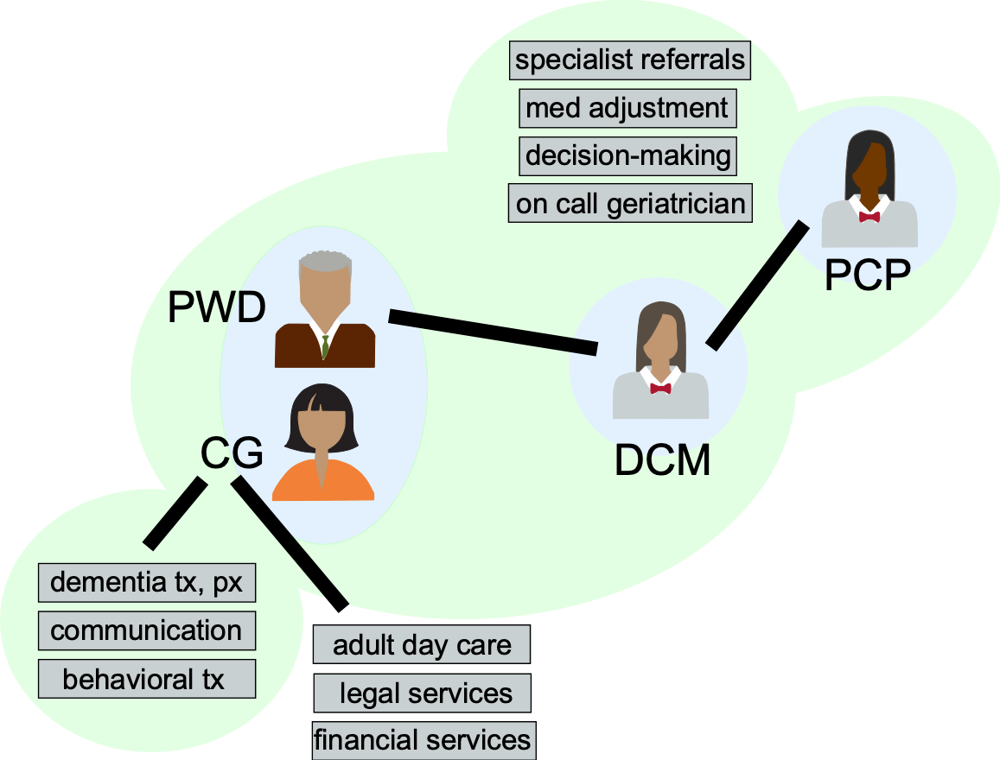 specialist referrals
med adjustment
decision-making
on call geriatrician
PCP
PWD
DCM
CG
dementia tx, px
communication
behavioral tx
adult day care
legal services
financial services